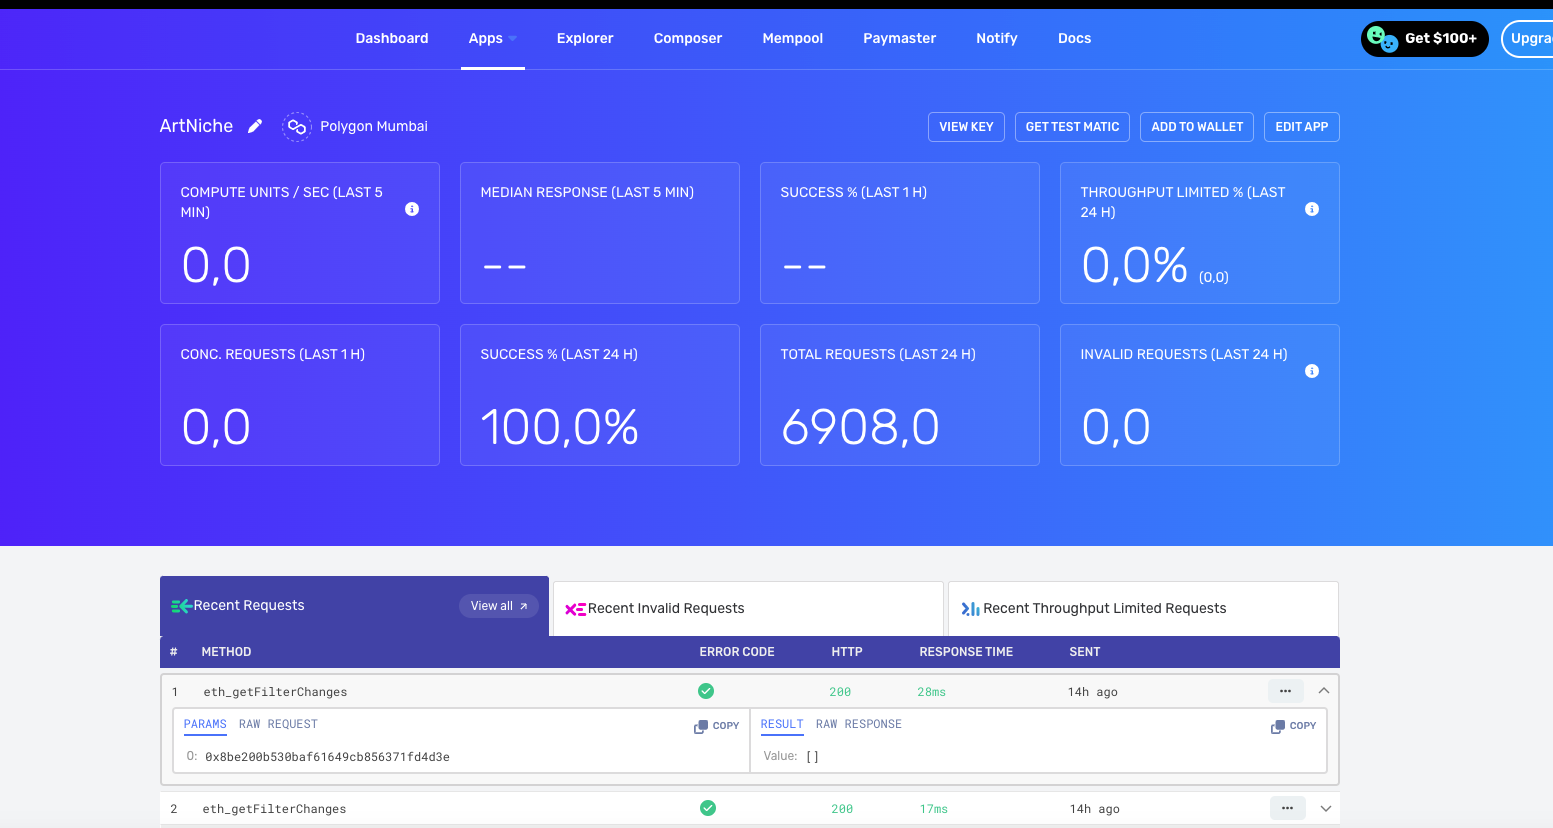 Dashboard Apps Explorer Composer Mempool Paymaster Notify Docs Get $100+
ArtNiche Polygon Mumbai VIEW KEY GET TEST MATIC ADD TO WALLET EDIT APP
COMPUTE UNITS / SEC (LAST 5
MIN)
0,0
MEDIAN RESPONSE (LAST 5 MIN)
--
SUCCESS % (LAST 1 H)
--
THROUGHPUT LIMITED % (LAST
24 H)
0,0% (0,0)
CONC. REQUESTS (LAST 1 H)
0,0
SUCCESS % (LAST 24 H)
100,0%
TOTAL REQUESTS (LAST 24 H)
6908,0
INVALID REQUESTS (LAST 24 H)
0,0
Recent Requests View all Recent Invalid Requests Recent Throughput Limited Requests
# METHOD ERROR CODE HTTP RESPONSE TIME SENT
1 eth_getFilterChanges 200 28ms 14h ago
PARAMS RAW REQUEST COPY RESULT RAW RESPONSE COPY
0: 0x8be200b530baf61649cb856371fd4d3e Value: []
2 eth_getFilterChanges 200 17ms 14h ago